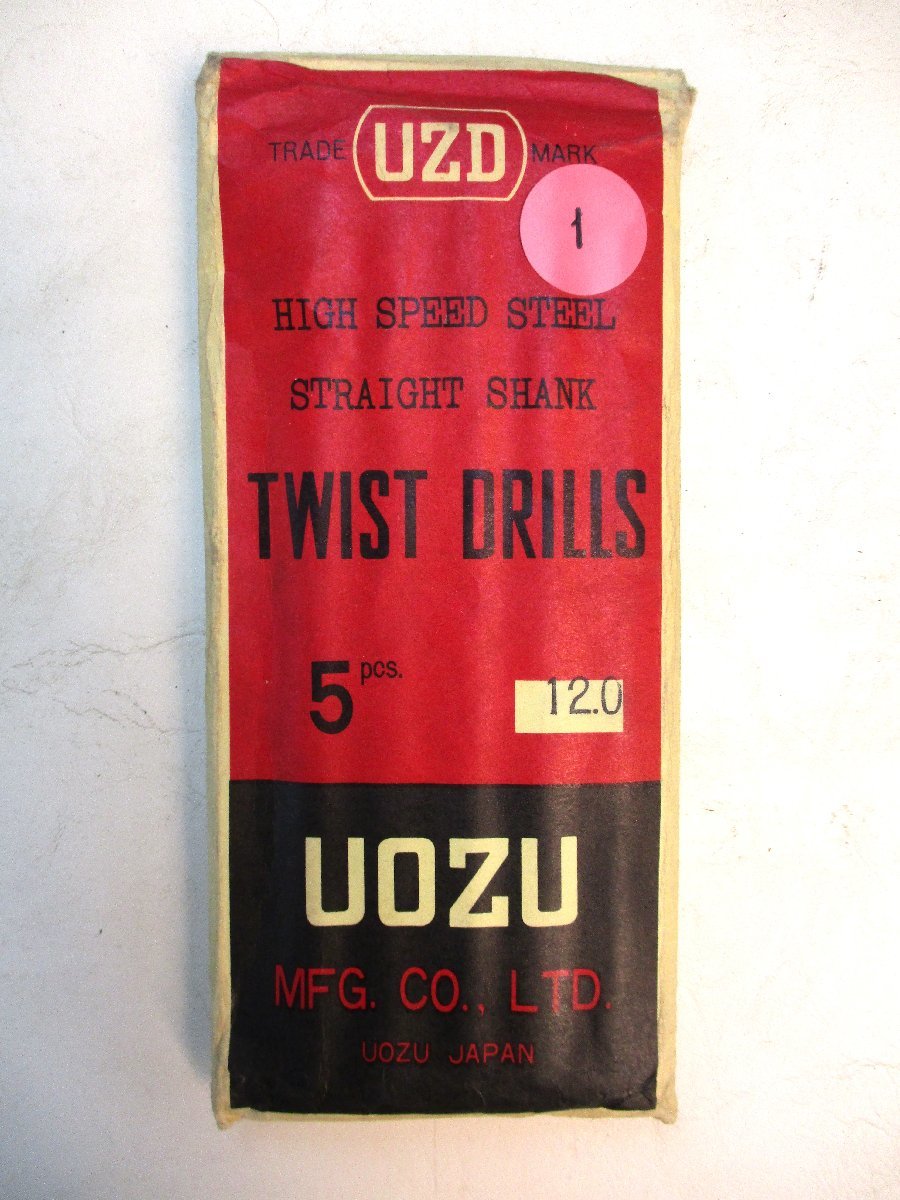 TRADE UZD MARK
1
HIGH SPEED STEEL
STRAIGHT SHANK
TWIST DRILLS
5 pcs. 12.0
UOZU
MFG. CO., LTD.
UOZU JAPAN